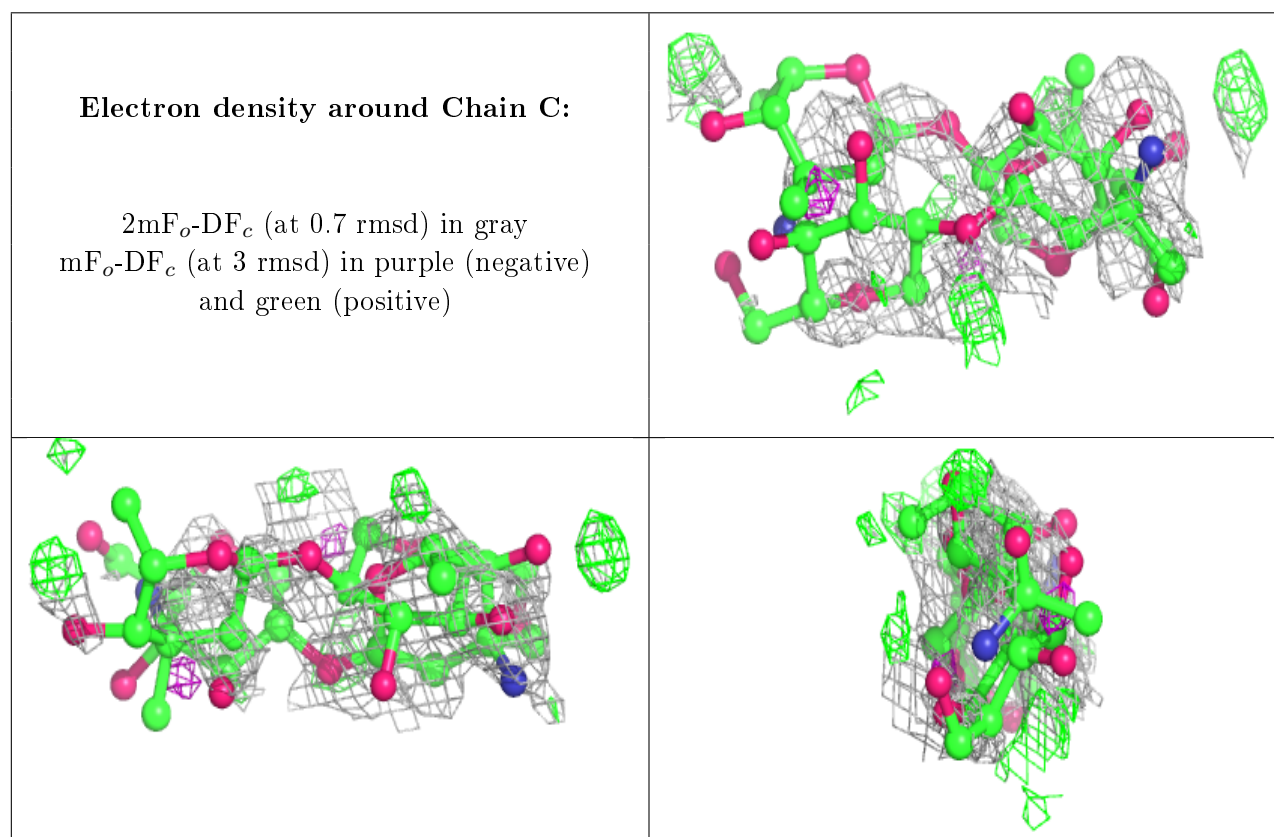 Electron density around Chain C:
2mFo-DFc (at 0.7 rmsd) in gray
mFo-DFc (at 3 rmsd) in purple (negative)
and green (positive)